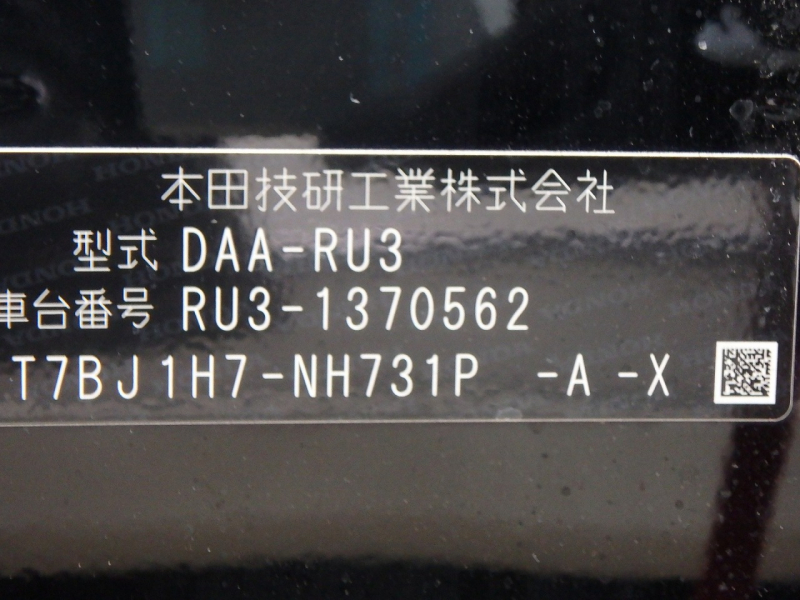 本田技研工業株式会社
型式 DAA-RU3
車台番号 RU3-1370562
T7BJ1H7-NH731P -A -X